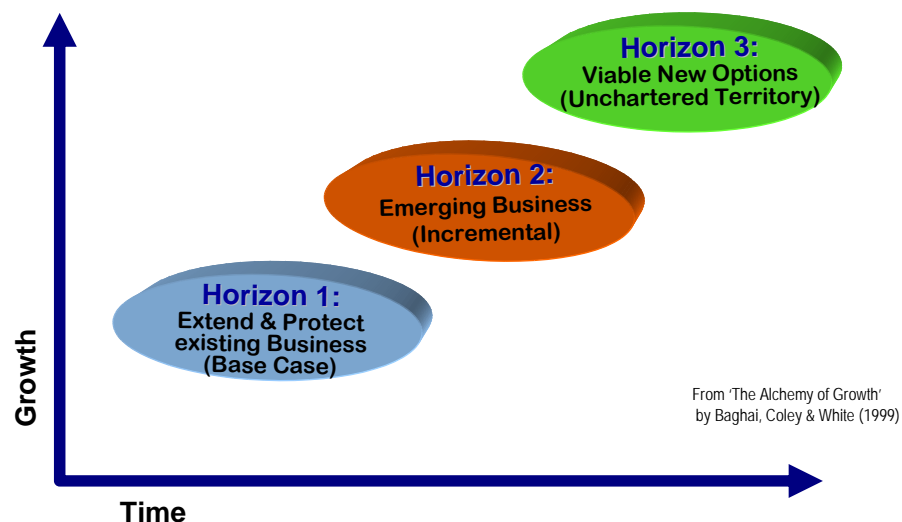 Horizon 3:
Viable New Options
(Unchartered Territory)
Horizon 2:
Emerging Business
(Incremental)
Horizon 1:
Extend & Protect
existing Business
(Base Case)
Growth
From ‘The Alchemy of Growth’
by Baghai, Coley & White (1999)
Time